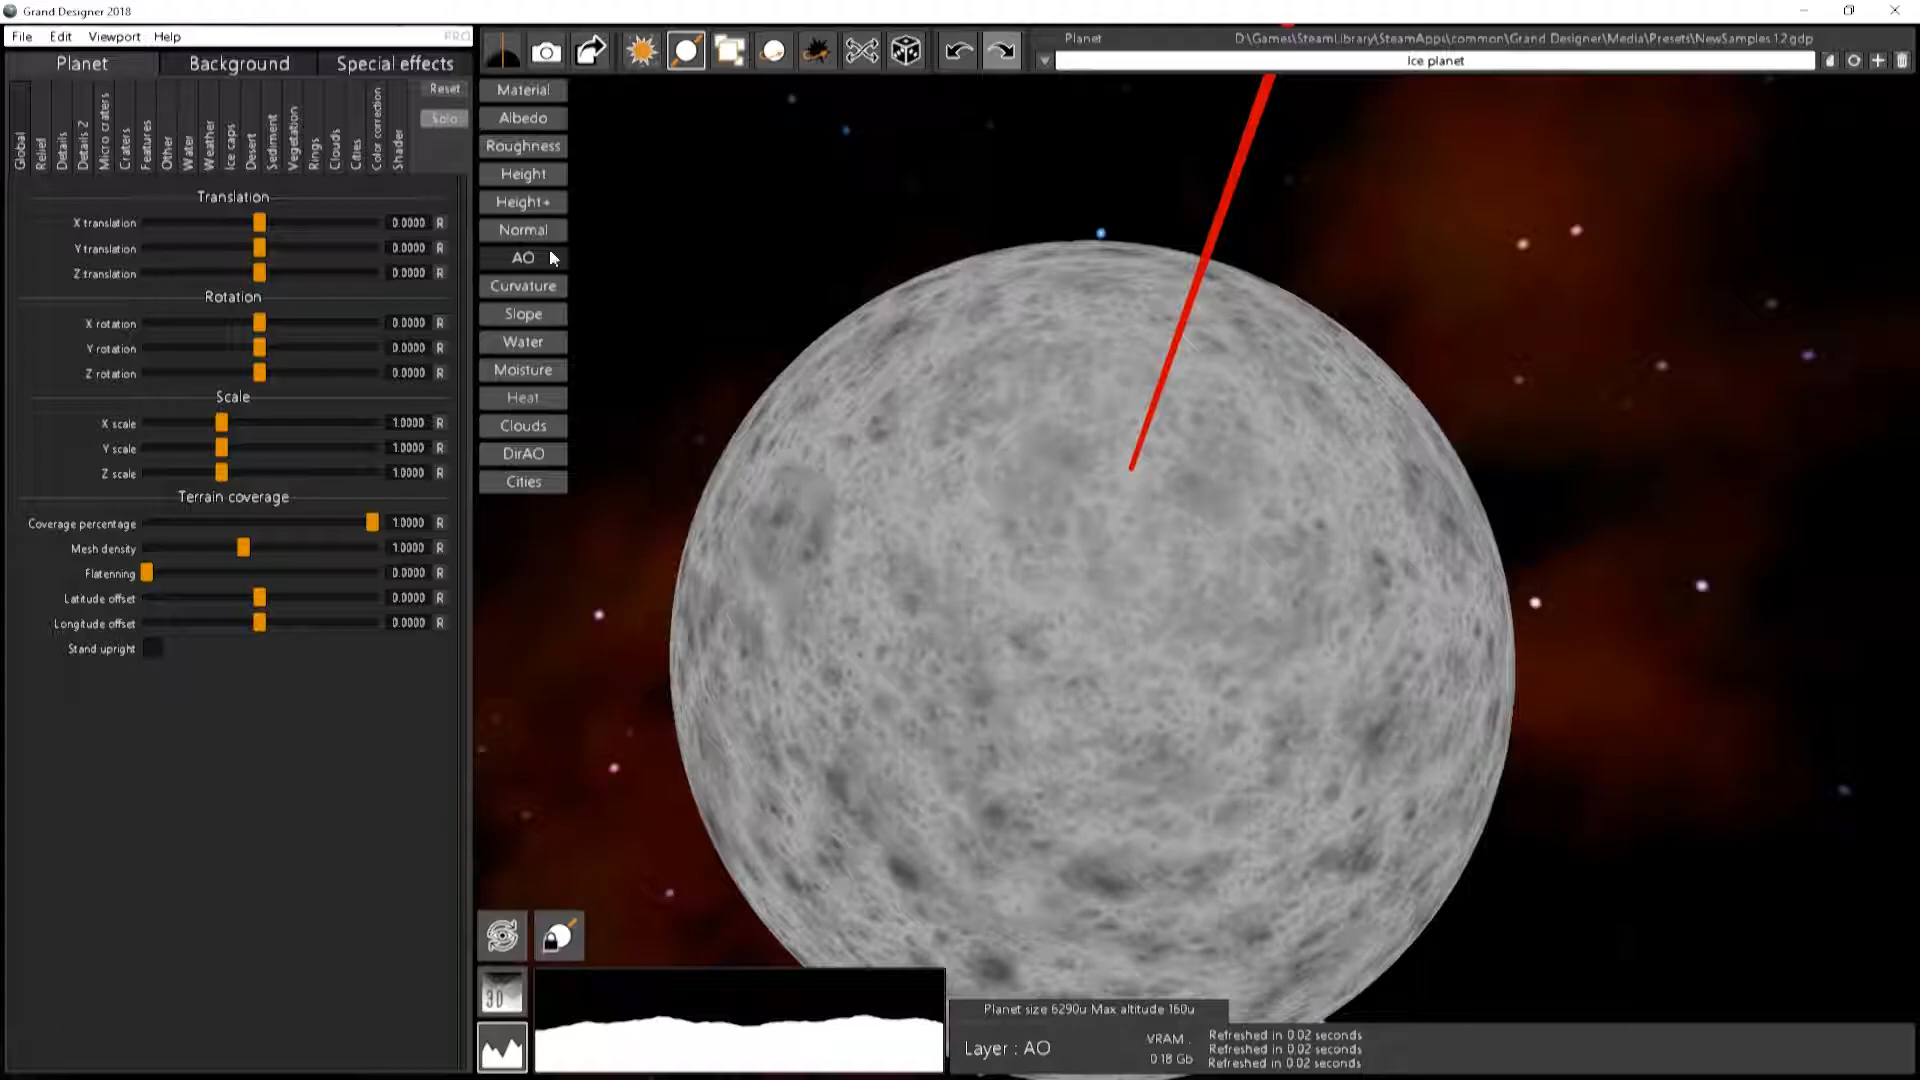 Grand Designer 2018
File Edit Viewport Help PRO
Planet Background Special effects
Global
Relief
Details
Details 2
Micro craters
Craters
Features
Other
Water
Weather
Ice caps
Desert
Sediment
Vegetation
Rings
Clouds
Cities
Color correction
Shader
Reset
Solo
Translation
X translation 0.0000 R
Y translation 0.0000 R
Z translation 0.0000 R
Rotation
X rotation 0.0000 R
Y rotation 0.0000 R
Z rotation 0.0000 R
Scale
X scale 1.0000 R
Y scale 1.0000 R
Z scale 1.0000 R
Terrain coverage
Coverage percentage 1.0000 R
Mesh density 1.0000 R
Flatenning 0.0000 R
Latitude offset 0.0000 R
Longitude offset 0.0000 R
Stand upright
Material
Albedo
Roughness
Height
Height+
Normal
AO
Curvature
Slope
Water
Moisture
Heat
Clouds
DirAO
Cities
Planet D:\Games\SteamLibrary\SteamApps\common\Grand Designer\Media\Presets\NewSamples 1.2.gdp
Ice planet
3D
Planet size 6290u Max altitude 160u
Layer : AO
VRAM :
0.18 Gb
Refreshed in 0.02 seconds
Refreshed in 0.02 seconds
Refreshed in 0.02 seconds